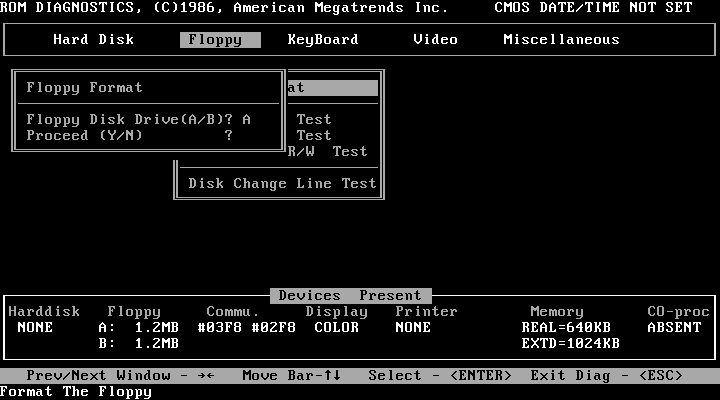 ROM DIAGNOSTICS, (C)1986, American Megatrends Inc. CMOS DATE/TIME NOT SET
Hard Disk Floppy KeyBoard Video Miscellaneous
Floppy Format at
Floppy Disk Drive(A/B)? A Test
Proceed (Y/N) ? Test
R/W Test
Disk Change Line Test
Devices Present
Harddisk Floppy Commu. Display Printer Memory CO-proc
NONE A: 1.2MB #03F8 #02F8 COLOR NONE REAL=640KB ABSENT
B: 1.2MB EXTD=1024KB
Prev/Next Window - →← Move Bar-↑↓ Select - <ENTER> Exit Diag - <ESC>
Format The Floppy